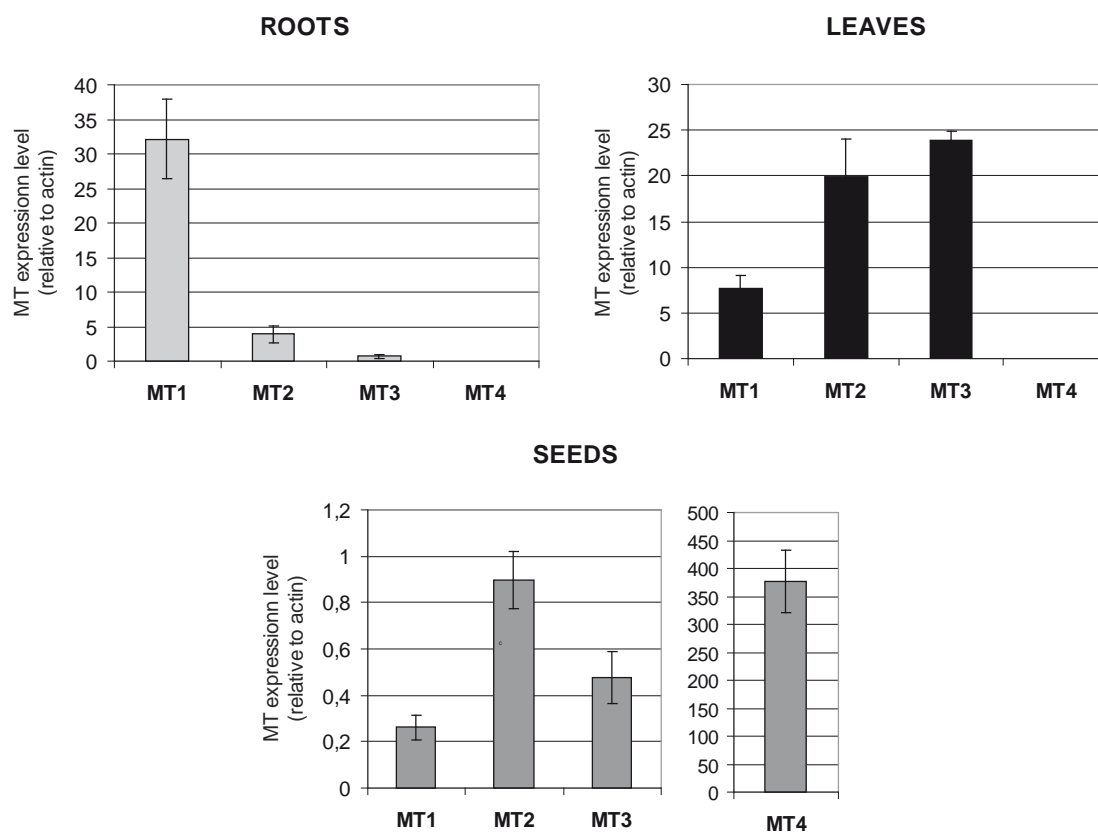 ROOTS
MT expressionn level
(relative to actin)
40
35
30
25
20
15
10
5
0
MT1 MT2 MT3 MT4
LEAVES
MT expressionn level
(relative to actin)
30
25
20
15
10
5
0
MT1 MT2 MT3 MT4
SEEDS
MT expressionn level
(relative to actin)
1,2
1
0,8
0,6
0,4
0,2
0
MT1 MT2 MT3
500
450
400
350
300
250
200
150
100
50
0
MT4